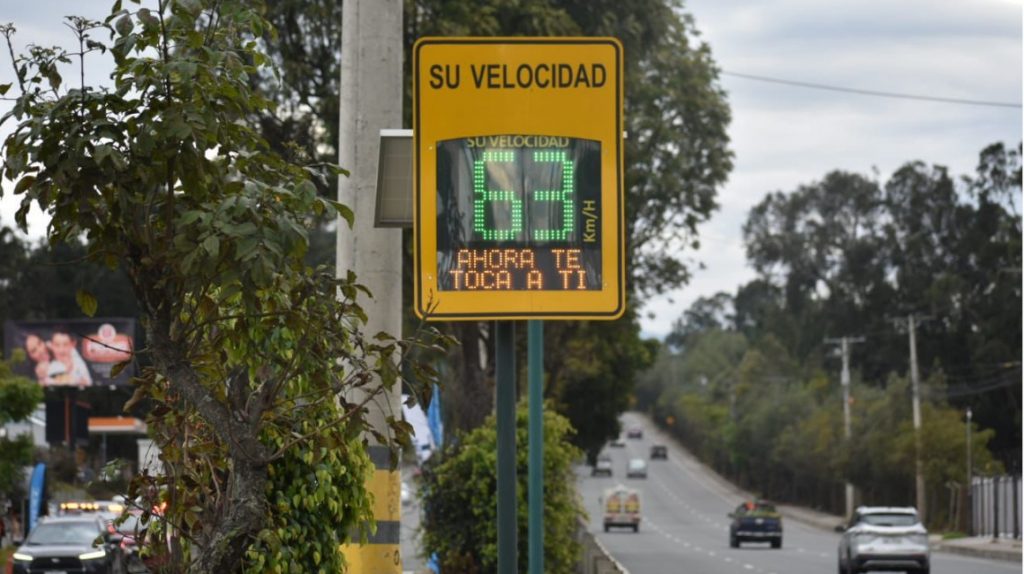 SU VELOCIDAD
SU VELOCIDAD
63
Km/H
AHORA TE
TOCA A TI